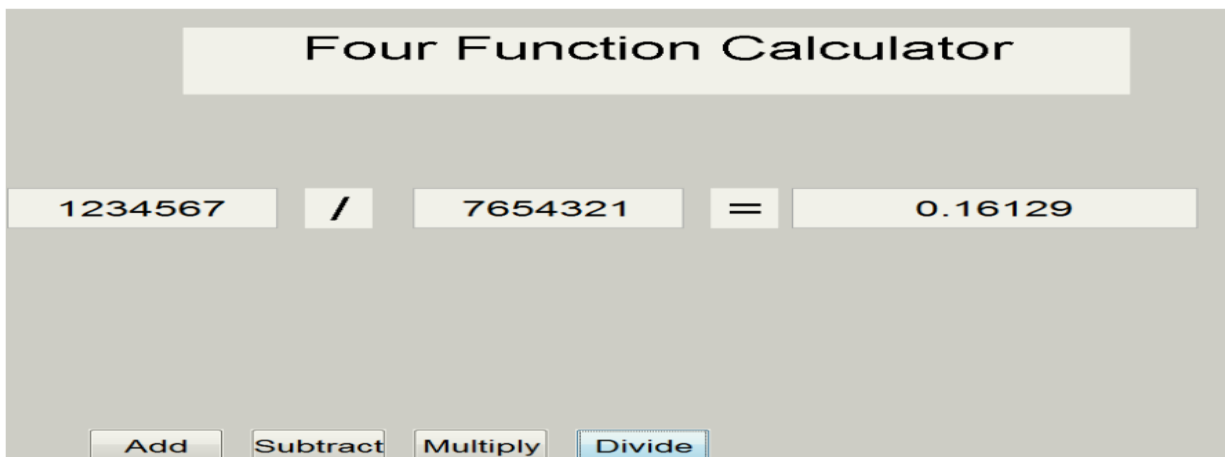 Four Function Calculator
1234567 / 7654321 = 0.16129
Add Subtract Multiply Divide